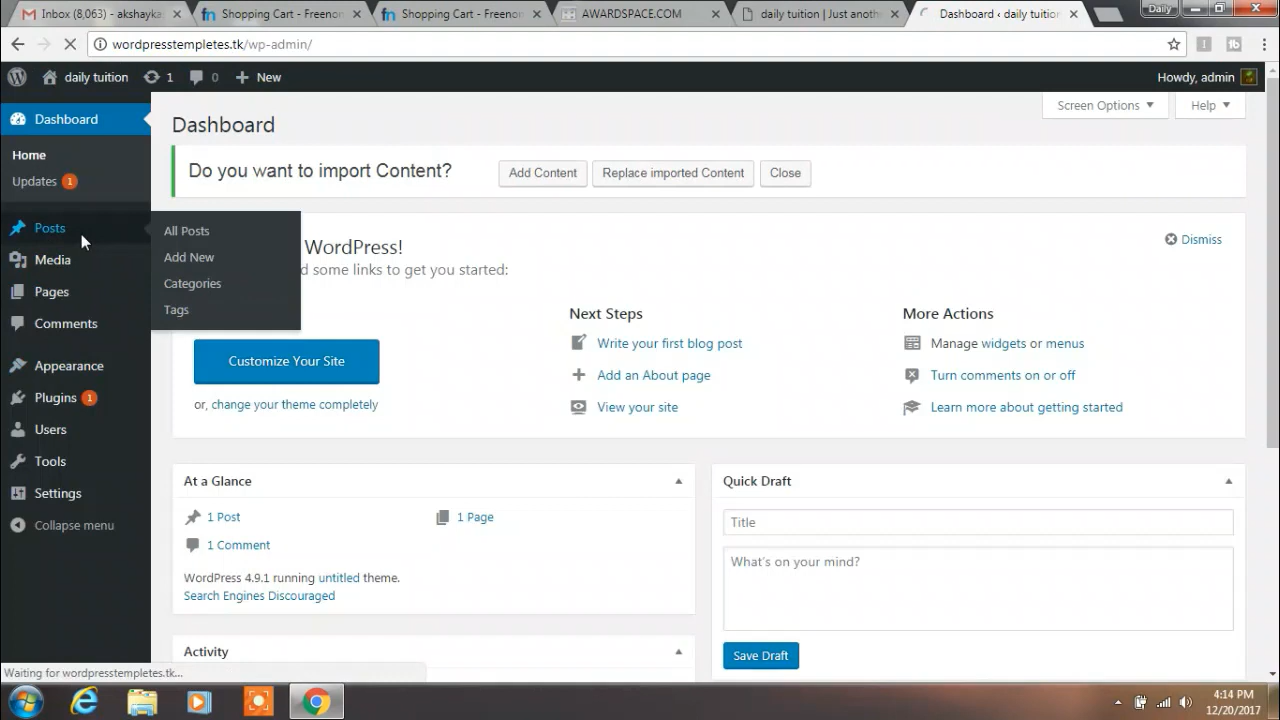 Inbox (8,063) - akshayka
Shopping Cart - Freenom
Shopping Cart - Freenom
AWARDSPACE.COM
daily tuition | Just anoth
Dashboard ‹ daily tuition
Daily
wordpresstempletes.tk/wp-admin/
daily tuition
1
0
New
Howdy, admin
Dashboard
Home
Updates 1
Posts
Media
Pages
Comments
Appearance
Plugins 1
Users
Tools
Settings
Collapse menu
All Posts
Add New
Categories
Tags
Screen Options
Help
Dashboard
Do you want to import Content?
Add Content
Replace imported Content
Close
WordPress!
d some links to get you started:
Dismiss
Customize Your Site
or, change your theme completely
Next Steps
Write your first blog post
Add an About page
View your site
More Actions
Manage widgets or menus
Turn comments on or off
Learn more about getting started
At a Glance
1 Post
1 Page
1 Comment
WordPress 4.9.1 running untitled theme.
Search Engines Discouraged
Activity
Quick Draft
Title
What's on your mind?
Save Draft
Waiting for wordpresstempletes.tk...
4:14 PM
12/20/2017